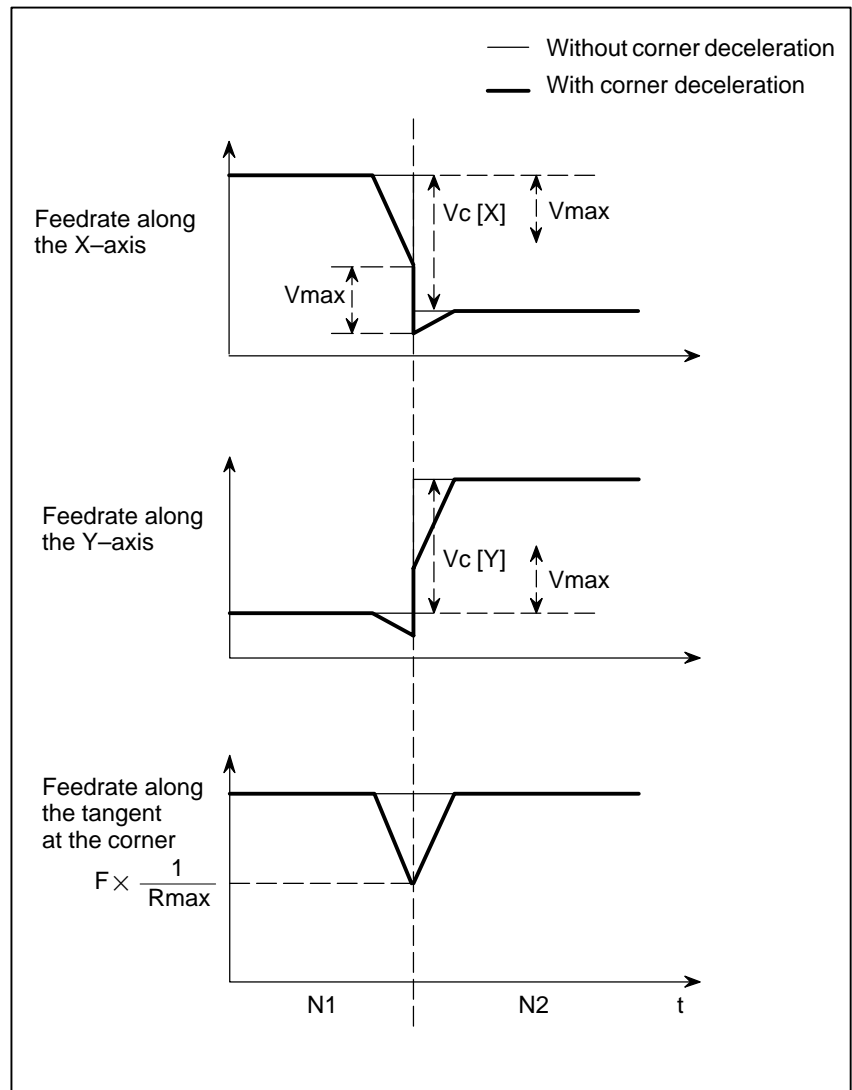 Without corner deceleration
With corner deceleration
Feedrate along
the X–axis
Vc [X]
Vmax
Vmax
Feedrate along
the Y–axis
Vc [Y]
Vmax
Feedrate along
the tangent
at the corner
F × 1
Rmax
N1 N2 t